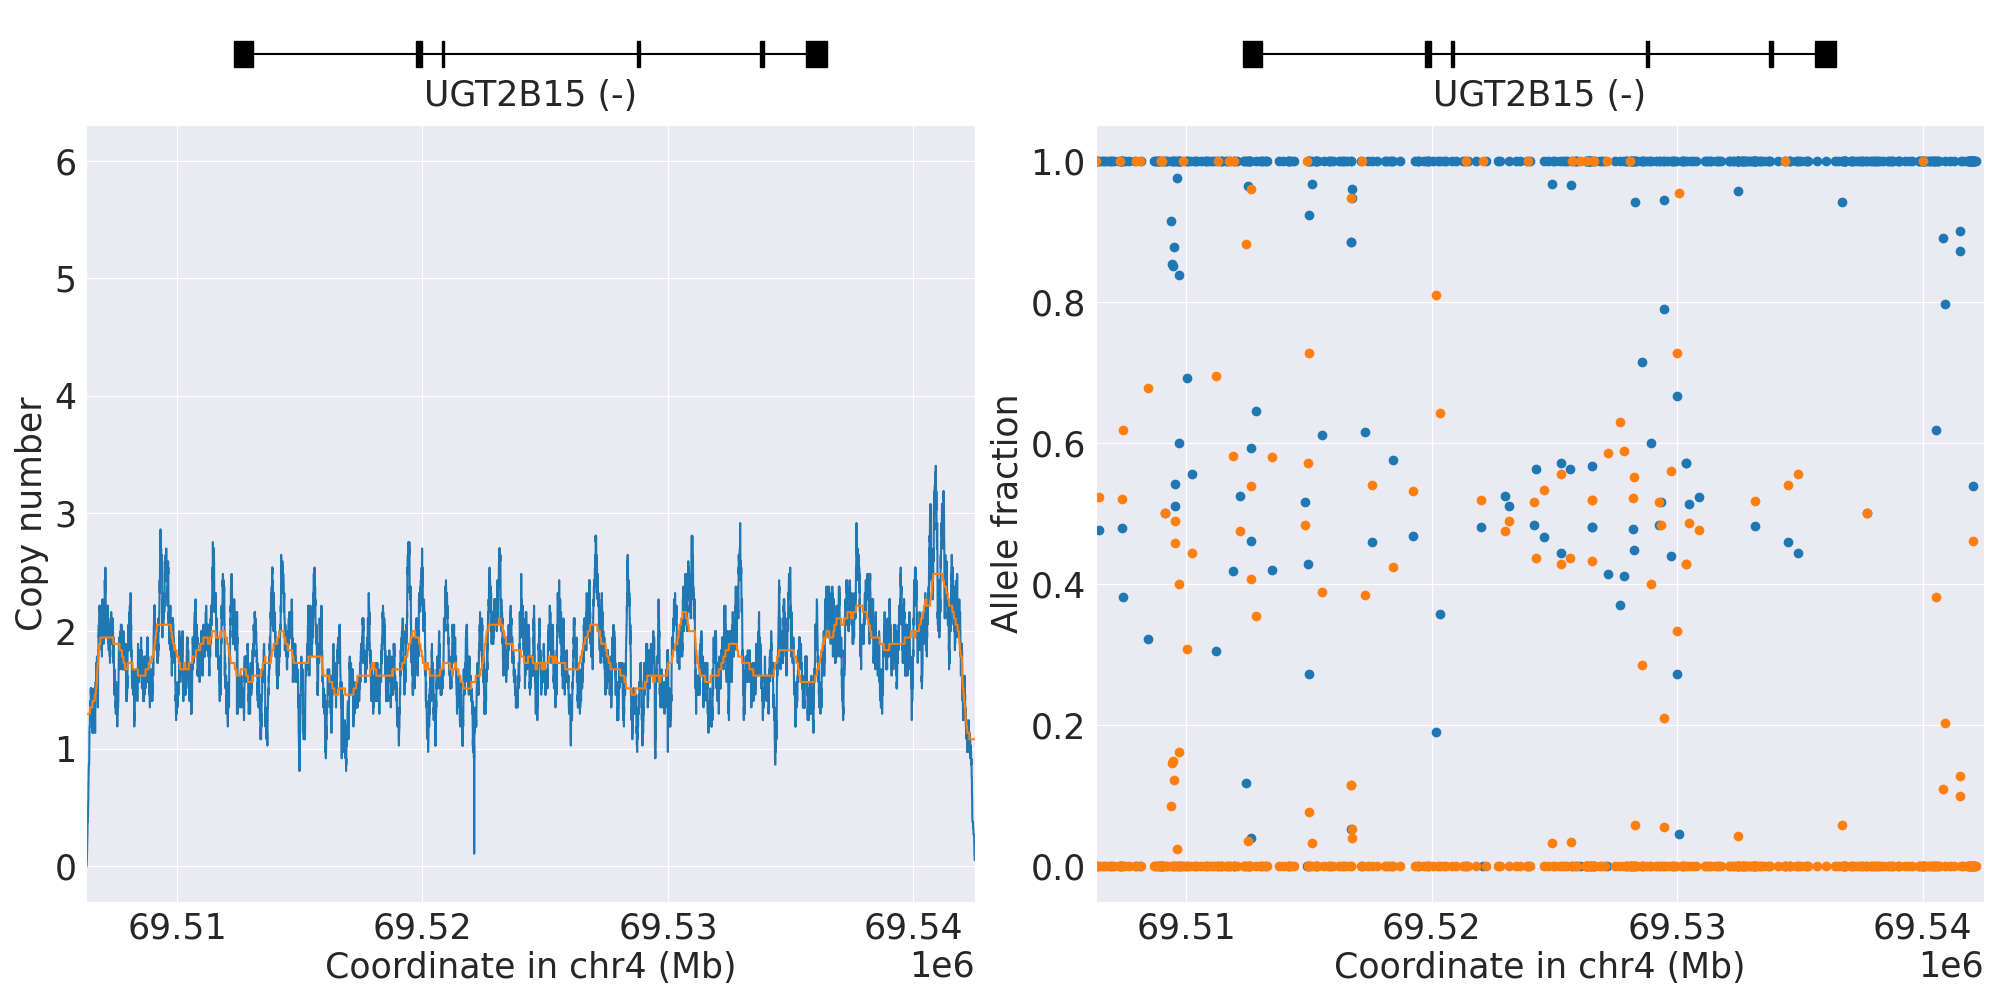 UGT2B15 (-)
6
5
4
3
2
1
0
Copy number
69.51
69.52
69.53
69.54
Coordinate in chr4 (Mb)
1e6
UGT2B15 (-)
1.0
0.8
0.6
0.4
0.2
0.0
Allele fraction
69.51
69.52
69.53
69.54
Coordinate in chr4 (Mb)
1e6